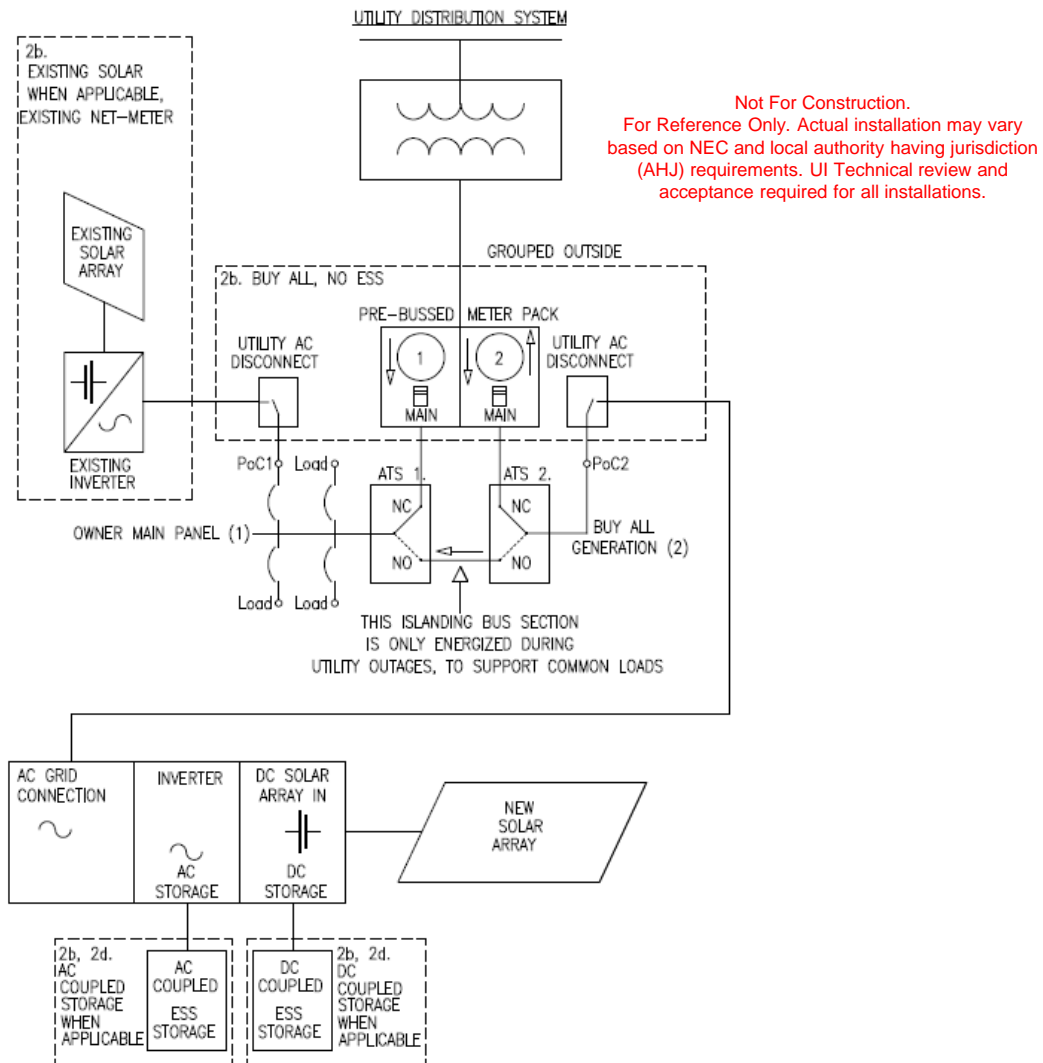 UTILITY DISTRIBUTION SYSTEM
2b.
EXISTING SOLAR
WHEN APPLICABLE,
EXISTING NET-METER
Not For Construction.
For Reference Only. Actual installation may vary
based on NEC and local authority having jurisdiction
(AHJ) requirements. UI Technical review and
acceptance required for all installations.
EXISTING
SOLAR
ARRAY
EXISTING
INVERTER
GROUPED OUTSIDE
2b. BUY ALL, NO ESS
PRE-BUSSED METER PACK
UTILITY AC
DISCONNECT
1
MAIN
2
MAIN
UTILITY AC
DISCONNECT
PoC1
Load
ATS 1.
ATS 2.
PoC2
NC
NO
NC
NO
OWNER MAIN PANEL (1)
BUY ALL
GENERATION (2)
Load
Load
THIS ISLANDING BUS SECTION
IS ONLY ENERGIZED DURING
UTILITY OUTAGES, TO SUPPORT COMMON LOADS
AC GRID
CONNECTION
INVERTER
AC
STORAGE
DC SOLAR
ARRAY IN
DC
STORAGE
NEW
SOLAR
ARRAY
2b, 2d.
AC
COUPLED
STORAGE
WHEN
APPLICABLE
AC
COUPLED
ESS
STORAGE
DC
COUPLED
ESS
STORAGE
2b, 2d.
DC
COUPLED
STORAGE
WHEN
APPLICABLE